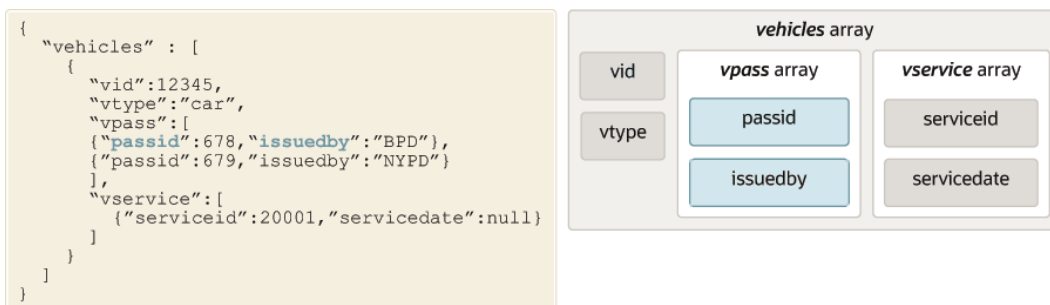 {
“vehicles” : [
{
“vid”:12345,
“vtype”:”car”,
“vpass”:[
{“passid”:678,“issuedby”:”BPD”},
{”passid”:679,”issuedby”:”NYPD”}
],
“vservice”:[
{”serviceid”:20001,”servicedate”:null}
]
}
]
}
vehicles array
vid
vtype
vpass array
passid
issuedby
vservice array
serviceid
servicedate